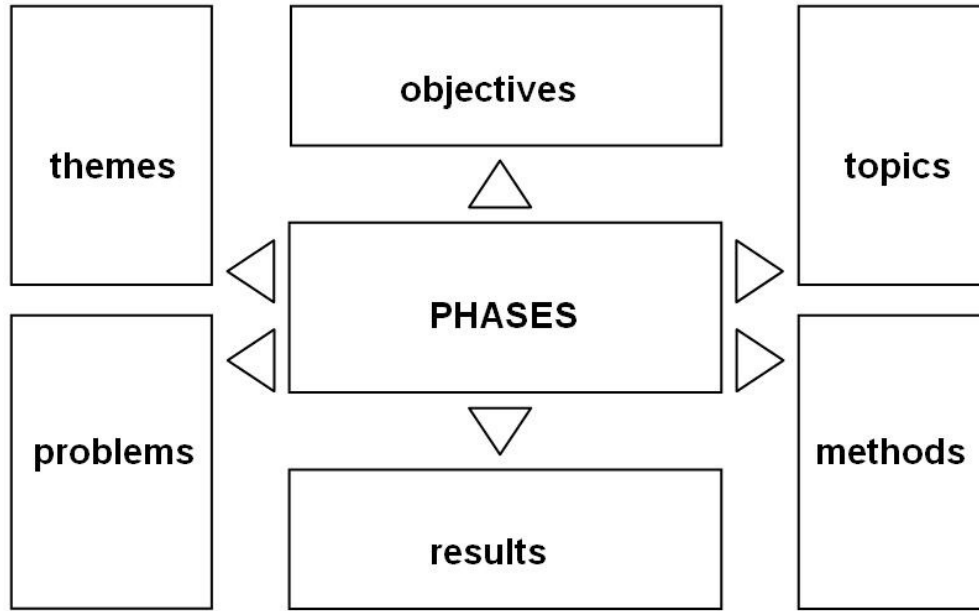 objectives
themes
topics
PHASES
problems
methods
results